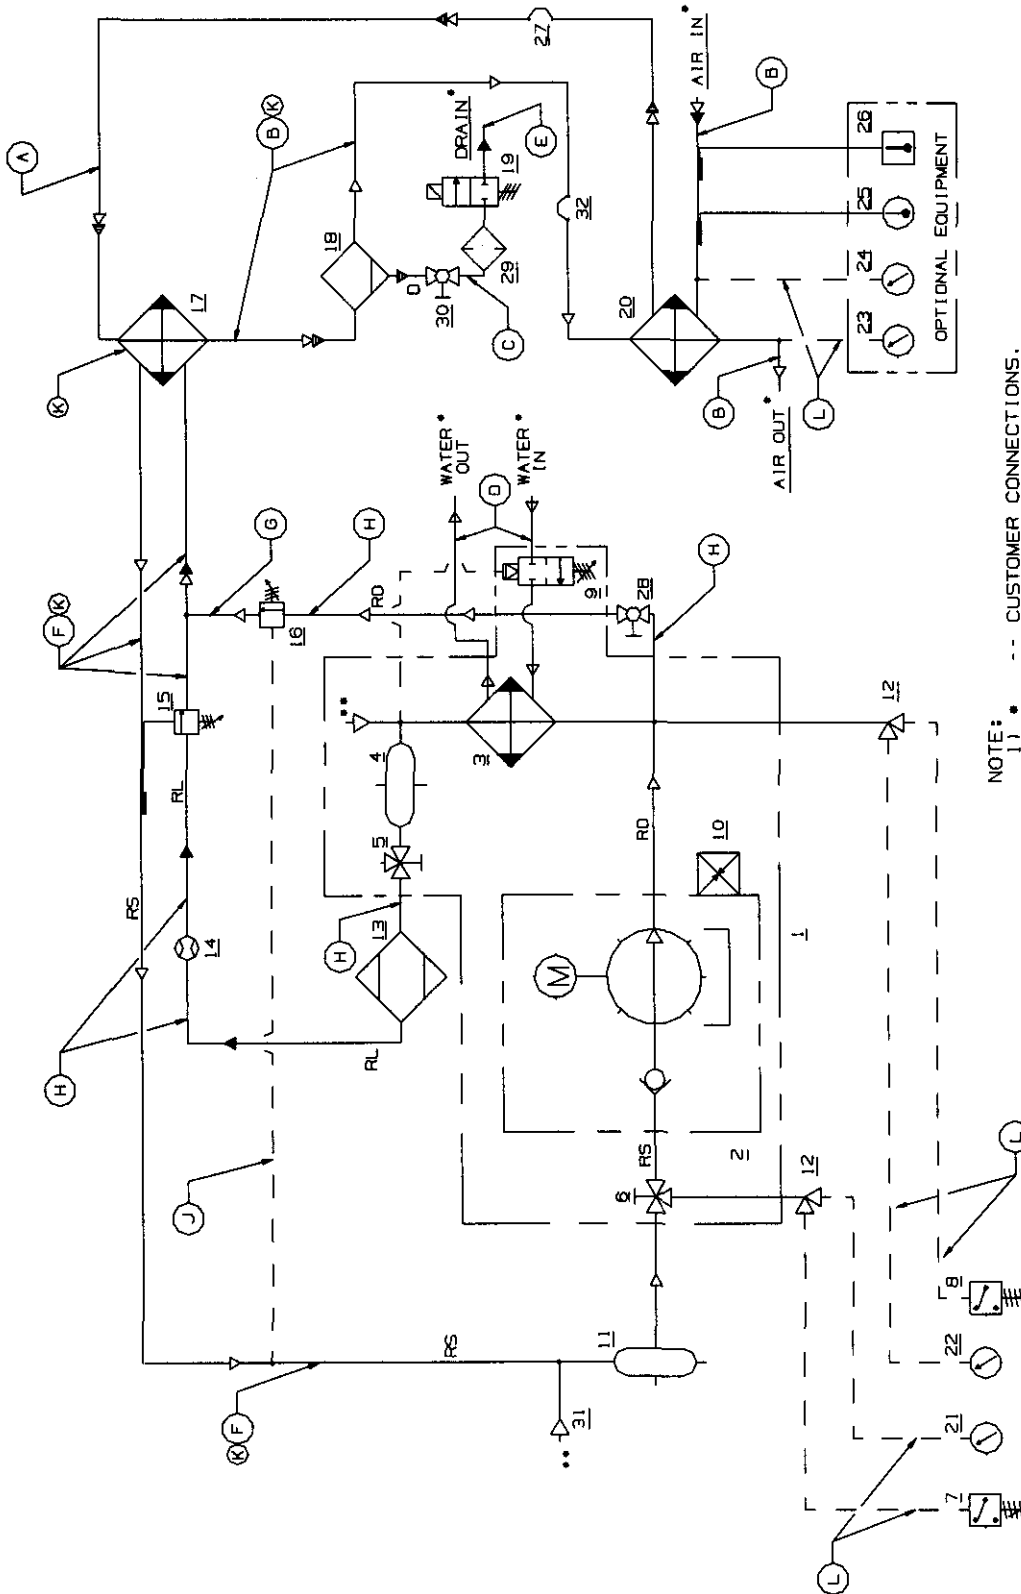 A
H
F K
K
RS
RL
15
J
17
14
K F
G
B K
16
18
H
**
RL
13
5
4
RD
H
D
30
WATER*
OUT
RS
DRAIN*
3
D
29
C
19
WATER*
IN
E
27
**
31
M
32
9
11
6
20
28
RS
RD
AIR IN*
H
B
B
10
2
AIR OUT*
1
12
L
L
12
26
25
24
23
OPTIONAL EQUIPMENT
7
21
22
8
L
NOTE:
1) * -- CUSTOMER CONNECTIONS.